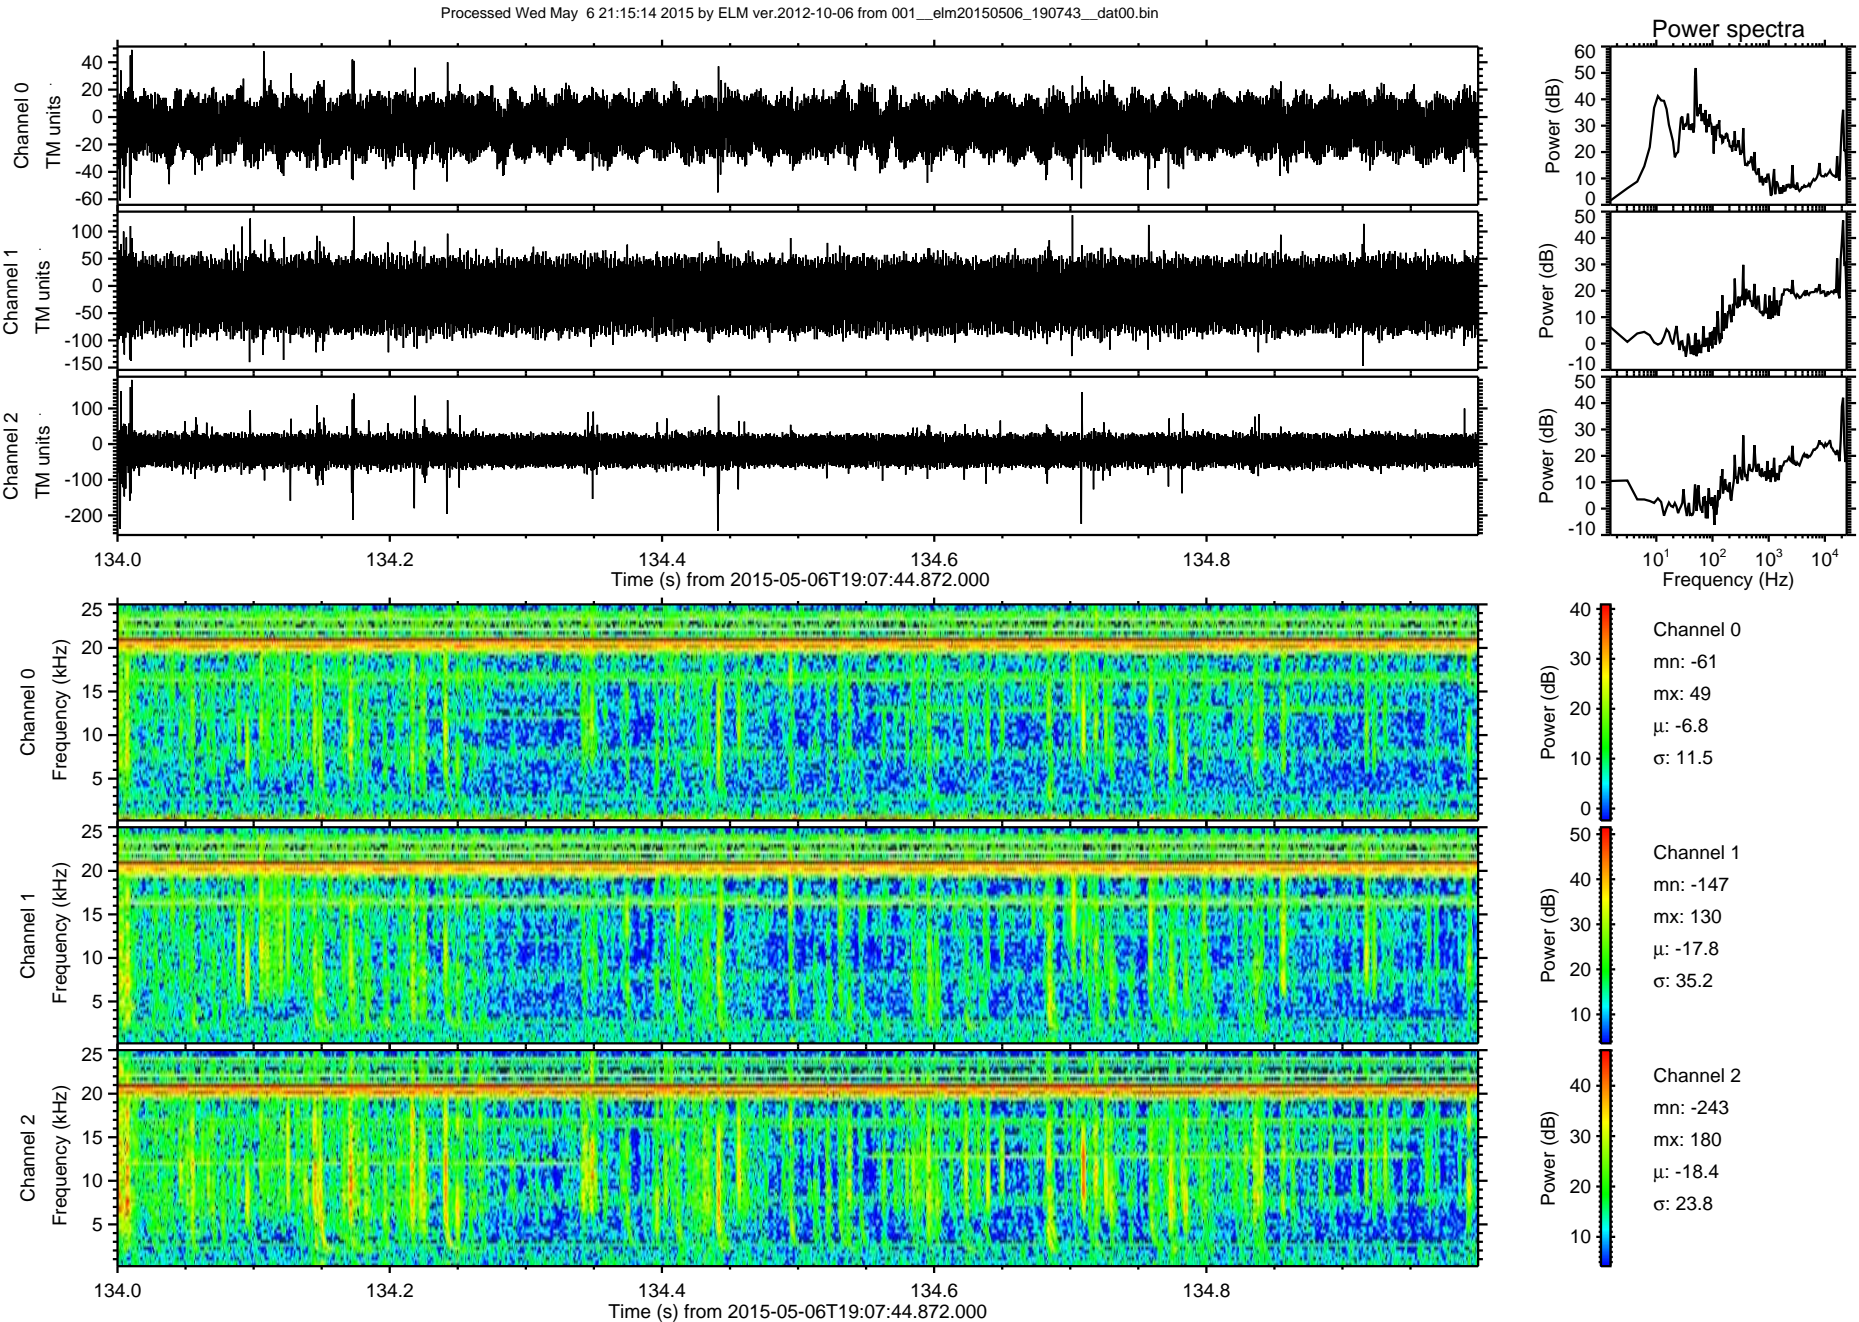 Processed Wed May  6 21:15:14 2015 by ELM ver.2012-10-06 from 001__elm20150506_190743__dat00.bin
Power spectra
Channel 0
TM units
40
20
0
-20
-40
-60
Power (dB)
60
50
40
30
20
10
0
Channel 1
TM units
100
50
0
-50
-100
-150
Power (dB)
50
40
30
20
10
0
-10
Channel 2
TM units
100
0
-100
-200
Power (dB)
50
40
30
20
10
0
-10
134.0
134.2
134.4
134.6
134.8
Time (s) from 2015-05-06T19:07:44.872.000
10¹
10²
10³
10⁴
Frequency (Hz)
Channel 0
Frequency (kHz)
25
20
15
10
5
Power (dB)
40
30
20
10
0
Channel 0
mn: -61
mx: 49
μ: -6.8
σ: 11.5
Channel 1
Frequency (kHz)
25
20
15
10
5
Power (dB)
50
40
30
20
10
Channel 1
mn: -147
mx: 130
μ: -17.8
σ: 35.2
Channel 2
Frequency (kHz)
25
20
15
10
5
Power (dB)
40
30
20
10
Channel 2
mn: -243
mx: 180
μ: -18.4
σ: 23.8
134.0
134.2
134.4
134.6
134.8
Time (s) from 2015-05-06T19:07:44.872.000